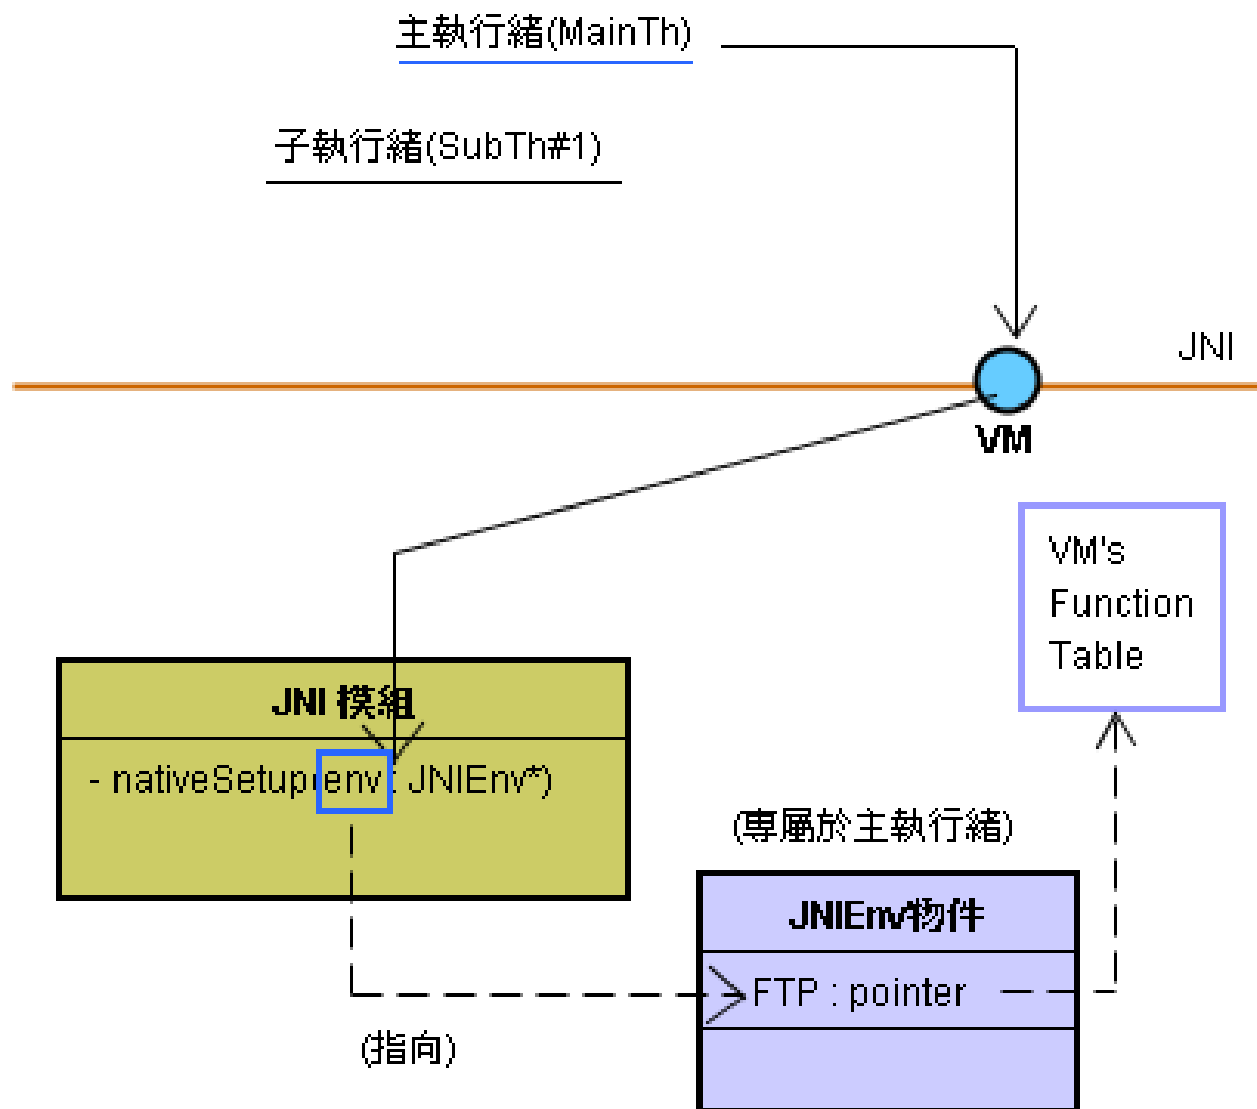 主執行緒(MainTh)
子執行緒(SubTh#1)
JNI
VM
VM's
Function
Table
JNI 模組
- nativeSetup(env : JNIEnv*)
(專屬於主執行緒)
JNIEnv物件
FTP : pointer
(指向)